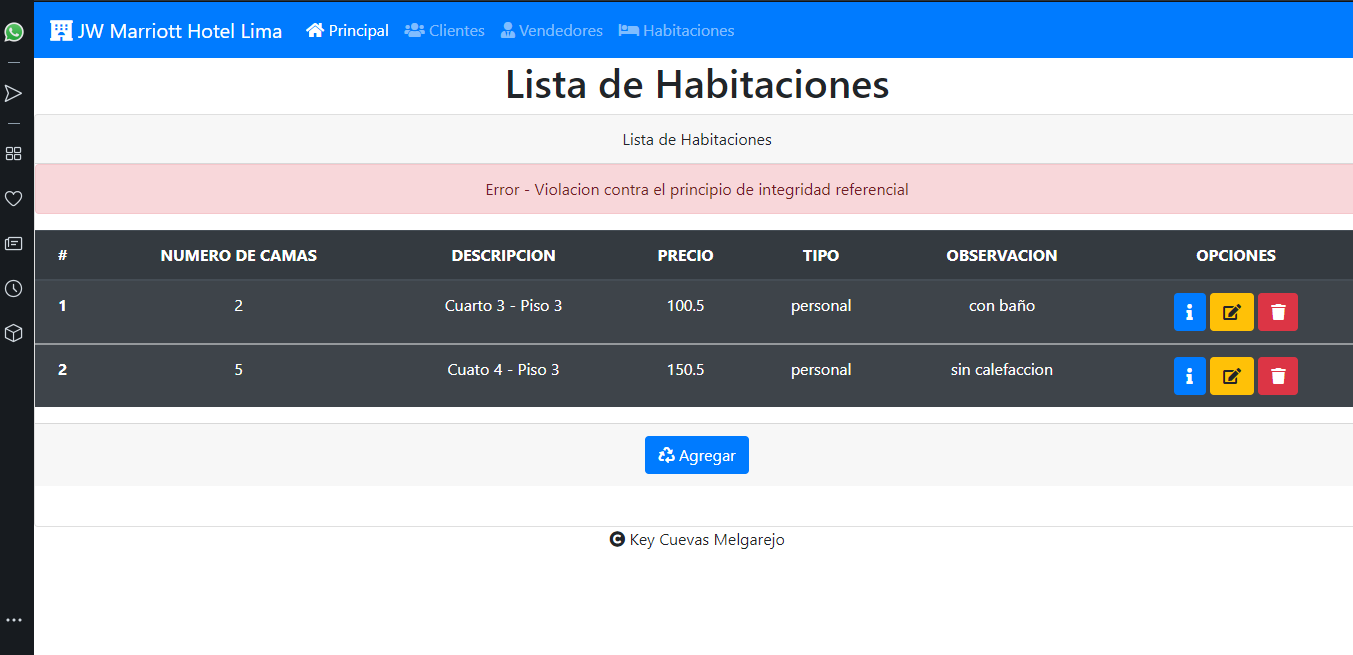 JW Marriott Hotel Lima Principal Clientes Vendedores Habitaciones
Lista de Habitaciones
Lista de Habitaciones
Error - Violacion contra el principio de integridad referencial
# NUMERO DE CAMAS DESCRIPCION PRECIO TIPO OBSERVACION OPCIONES
1 2 Cuarto 3 - Piso 3 100.5 personal con baño
2 5 Cuato 4 - Piso 3 150.5 personal sin calefaccion
Agregar
Key Cuevas Melgarejo